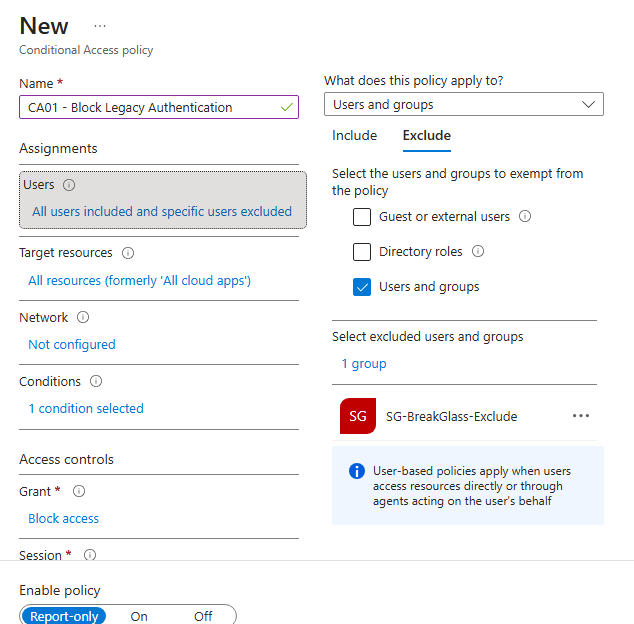 New ...
Conditional Access policy
Name *
CA01 - Block Legacy Authentication
Assignments
Users
All users included and specific users excluded
Target resources
All resources (formerly 'All cloud apps')
Network
Not configured
Conditions
1 condition selected
Access controls
Grant *
Block access
Session *
What does this policy apply to?
Users and groups
Include Exclude
Select the users and groups to exempt from
the policy
Guest or external users
Directory roles
Users and groups
Select excluded users and groups
1 group
SG SG-BreakGlass-Exclude
User-based policies apply when users
access resources directly or through
agents acting on the user's behalf
Enable policy
Report-only On Off